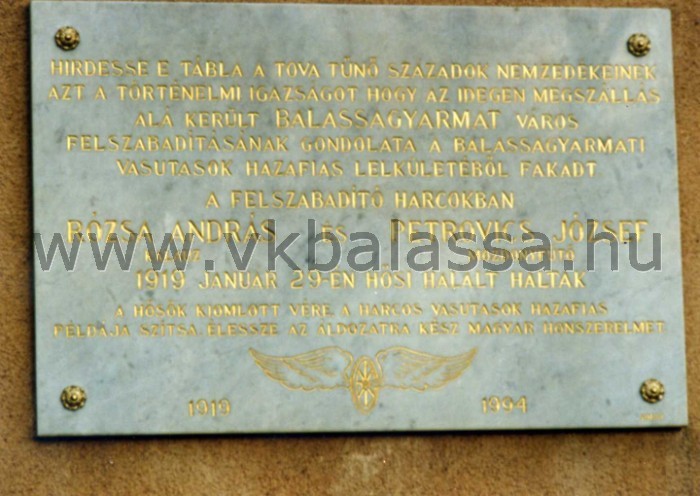 HIRDESSE E TÁBLA A TOVA TŰNŐ SZÁZADOK NEMZEDÉKEINEK
AZT A TÖRTÉNELMI IGAZSÁGOT HOGY AZ IDEGEN MEGSZÁLLÁS
ALÁ KERÜLT BALASSAGYARMAT VÁROS
FELSZABADÍTÁSÁNAK GONDOLATA A BALASSAGYARMATI
VASUTASOK HAZAFIAS LELKÜLETÉBŐL FAKADT
A FELSZABADÍTÓ HARCOKBAN
RÓZSA ANDRÁS ÉS PETROVICS JÓZSEF
KALAUZ MOZDONYFŰTŐ
www.vkbalassa.hu
1919 JANUÁR 29-ÉN HŐSI HALÁLT HALTAK
A HŐSÖK KIOMLOTT VÉRE A HARCOS VASUTASOK HAZAFIAS
PÉLDÁJA SZÍTSA, ÉLESSZE AZ ÁLDOZATRA KÉSZ MAGYAR HONSZERELMET
1919 1994